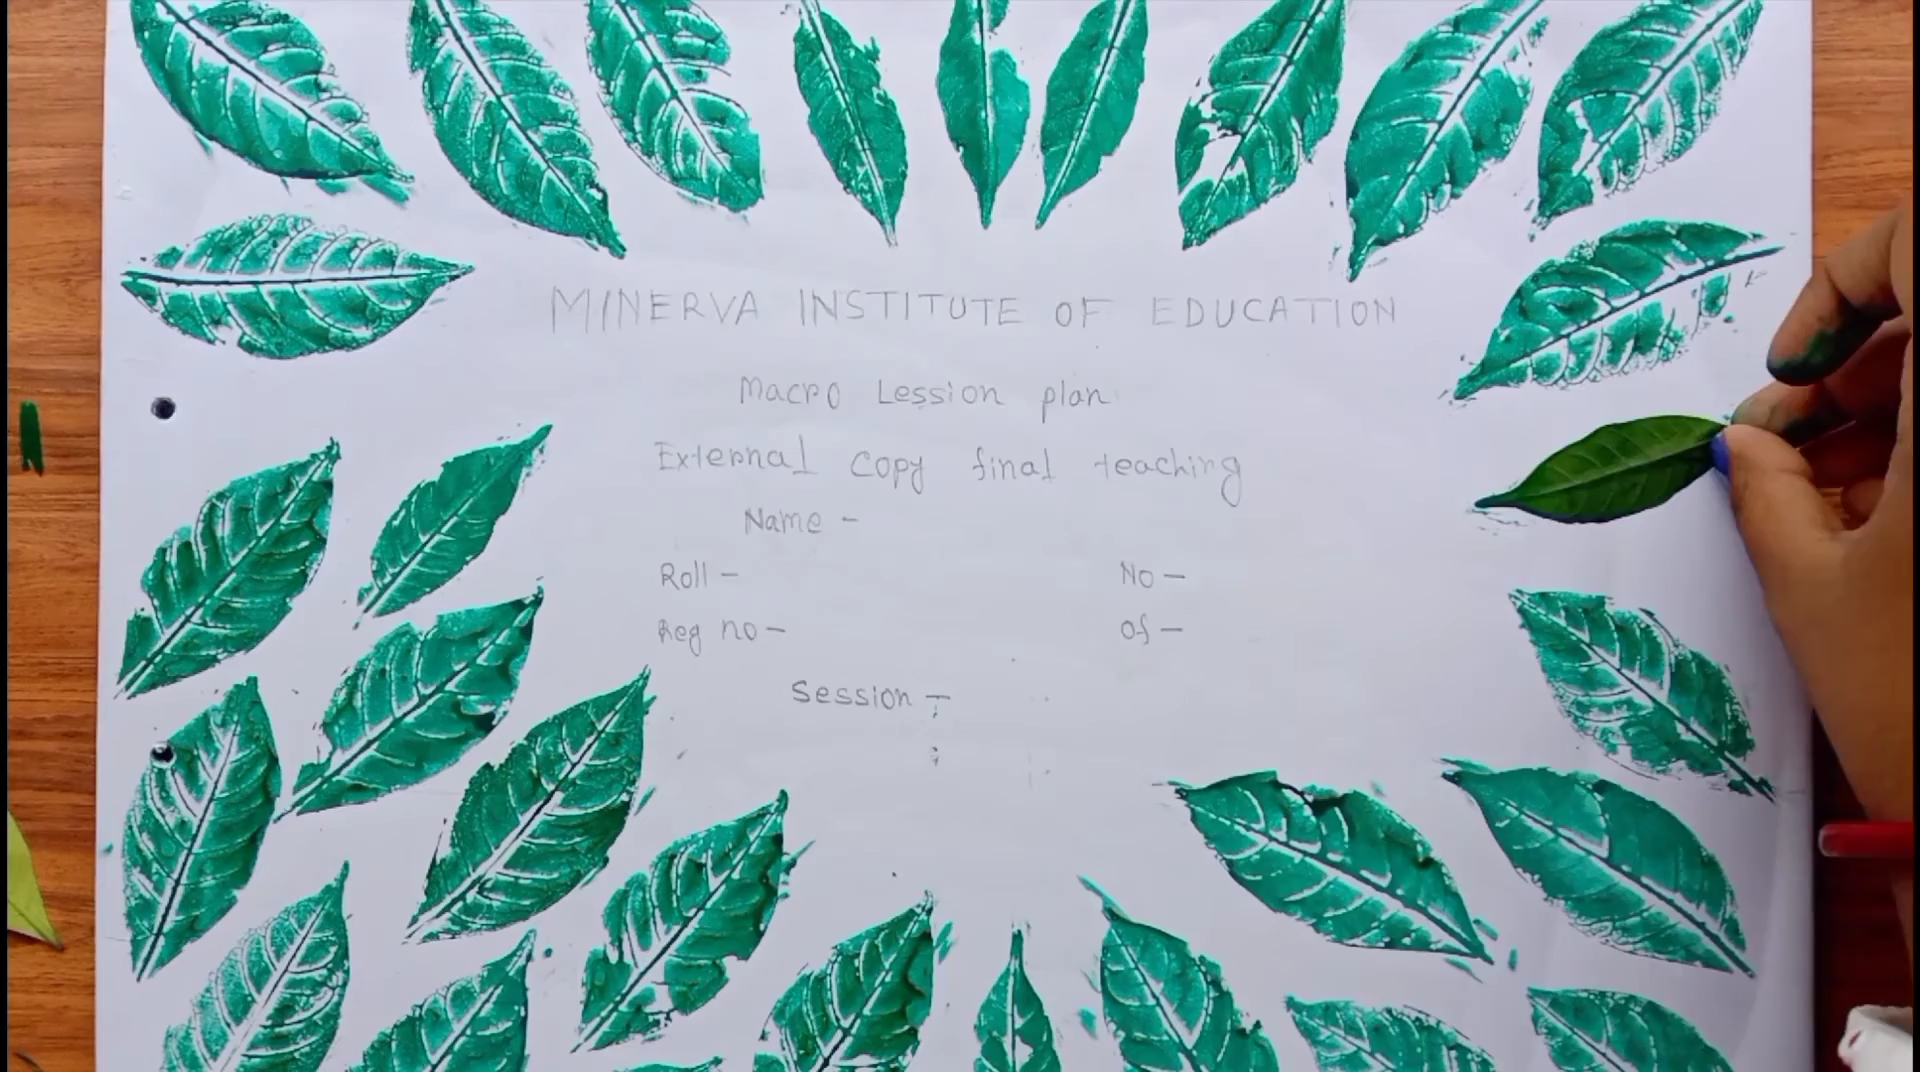 MINERVA INSTITUTE OF EDUCATION
Macro Lession plan
External copy final teaching
Name -
Roll - No -
Reg no - Of -
Session -